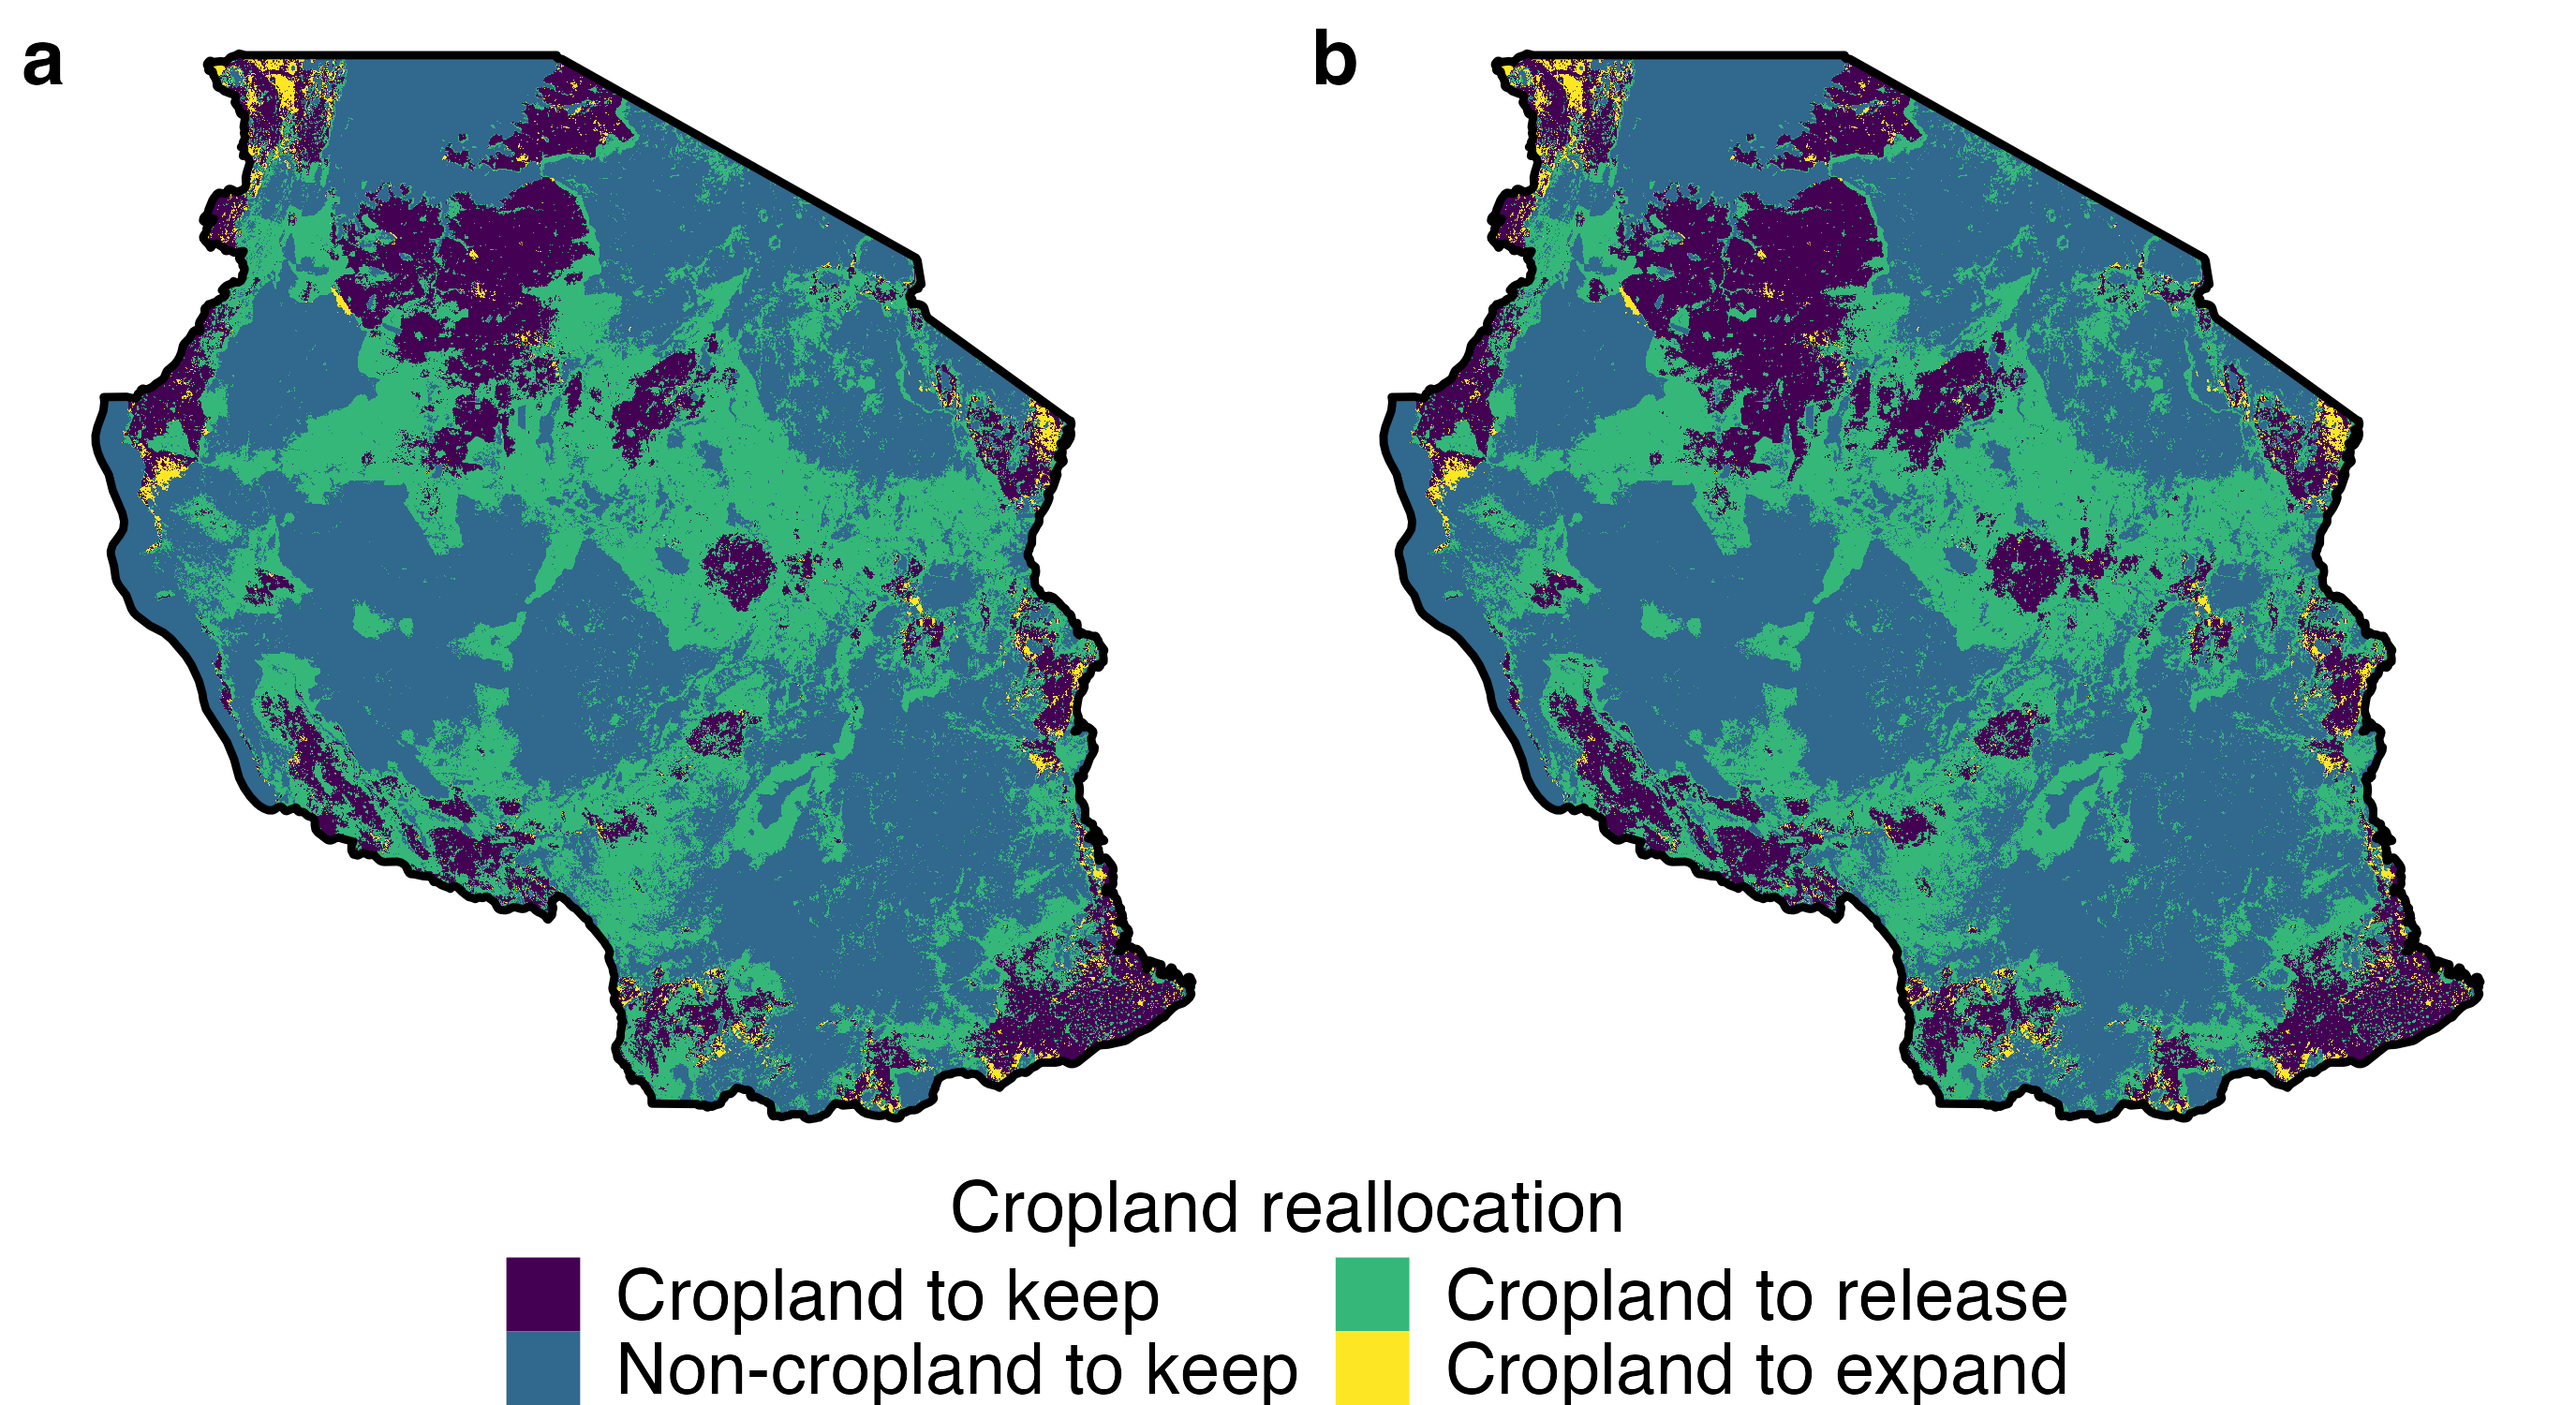 a
b
Cropland reallocation
Cropland to keep
Cropland to release
Non-cropland to keep
Cropland to expand